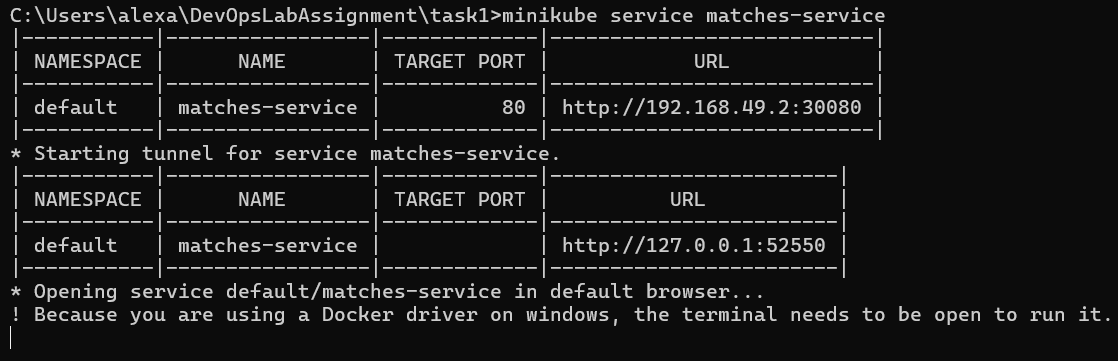 C:\Users\alexa\DevOpsLabAssignment\task1>minikube service matches-service
|-----------|-----------------|-------------|---------------------------|
| NAMESPACE |      NAME       | TARGET PORT |            URL            |
|-----------|-----------------|-------------|---------------------------|
| default   | matches-service |          80 | http://192.168.49.2:30080 |
|-----------|-----------------|-------------|---------------------------|
* Starting tunnel for service matches-service.
|-----------|-----------------|-------------|------------------------|
| NAMESPACE |      NAME       | TARGET PORT |          URL           |
|-----------|-----------------|-------------|------------------------|
| default   | matches-service |             | http://127.0.0.1:52550 |
|-----------|-----------------|-------------|------------------------|
* Opening service default/matches-service in default browser...
! Because you are using a Docker driver on windows, the terminal needs to be open to run it.